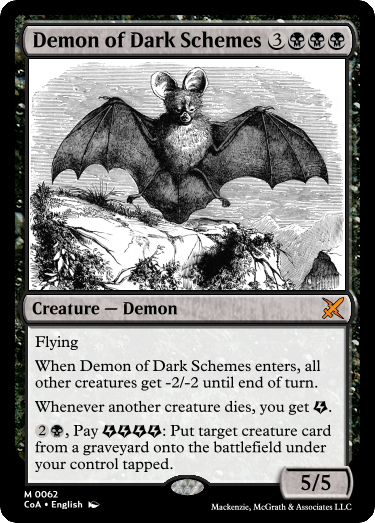 Demon of Dark Schemes 3
Creature — Demon
Flying
When Demon of Dark Schemes enters, all
other creatures get -2/-2 until end of turn.
Whenever another creature dies, you get .
2 , Pay : Put target creature card
from a graveyard onto the battlefield under
your control tapped.
5/5
M 0062
CoA • English
Mackenzie, McGrath & Associates LLC